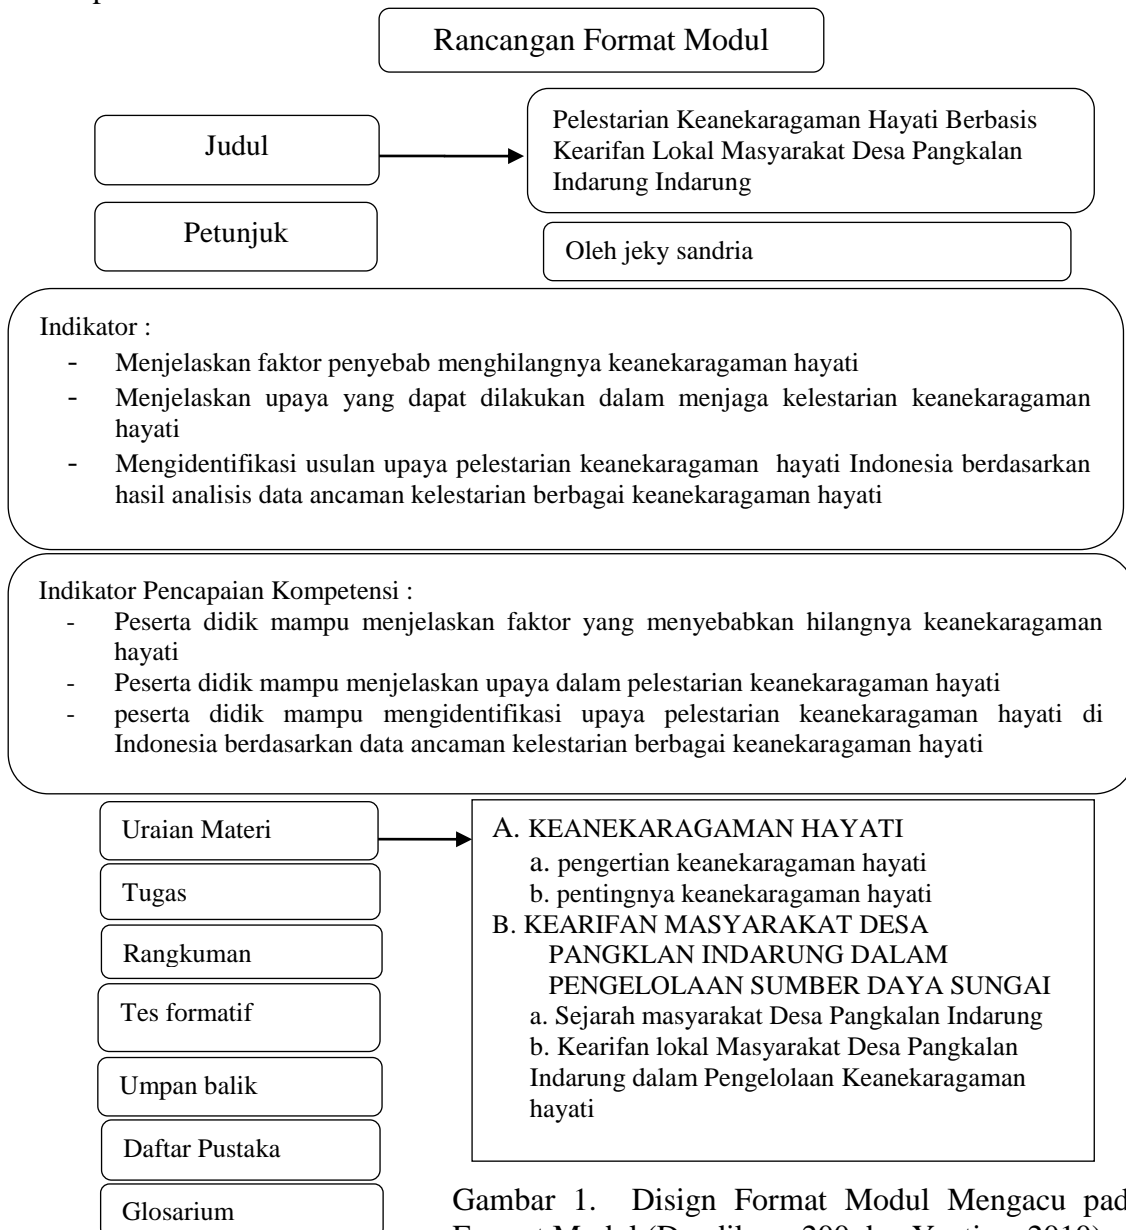 Rancangan Format Modul
Judul
Pelestarian Keanekaragaman Hayati Berbasis
Kearifan Lokal Masyarakat Desa Pangkalan
Indarung Indarung
Petunjuk
Oleh jeky sandria
Indikator :
- Menjelaskan faktor penyebab menghilangnya keanekaragaman hayati
- Menjelaskan upaya yang dapat dilakukan dalam menjaga kelestarian keanekaragaman
hayati
- Mengidentifikasi usulan upaya pelestarian keanekaragaman hayati Indonesia berdasarkan
hasil analisis data ancaman kelestarian berbagai keanekaragaman hayati
Indikator Pencapaian Kompetensi :
- Peserta didik mampu menjelaskan faktor yang menyebabkan hilangnya keanekaragaman
hayati
- Peserta didik mampu menjelaskan upaya dalam pelestarian keanekaragaman hayati
- peserta didik mampu mengidentifikasi upaya pelestarian keanekaragaman hayati di
Indonesia berdasarkan data ancaman kelestarian berbagai keanekaragaman hayati
Uraian Materi
Tugas
Rangkuman
Tes formatif
Umpan balik
Daftar Pustaka
Glosarium
A. KEANEKARAGAMAN HAYATI
a. pengertian keanekaragaman hayati
b. pentingnya keanekaragaman hayati
B. KEARIFAN MASYARAKAT DESA
PANGKLAN INDARUNG DALAM
PENGELOLAAN SUMBER DAYA SUNGAI
a. Sejarah masyarakat Desa Pangkalan Indarung
b. Kearifan lokal Masyarakat Desa Pangkalan
Indarung dalam Pengelolaan Keanekaragaman
hayati
Gambar 1. Disign Format Modul Mengacu pad
Format Modul